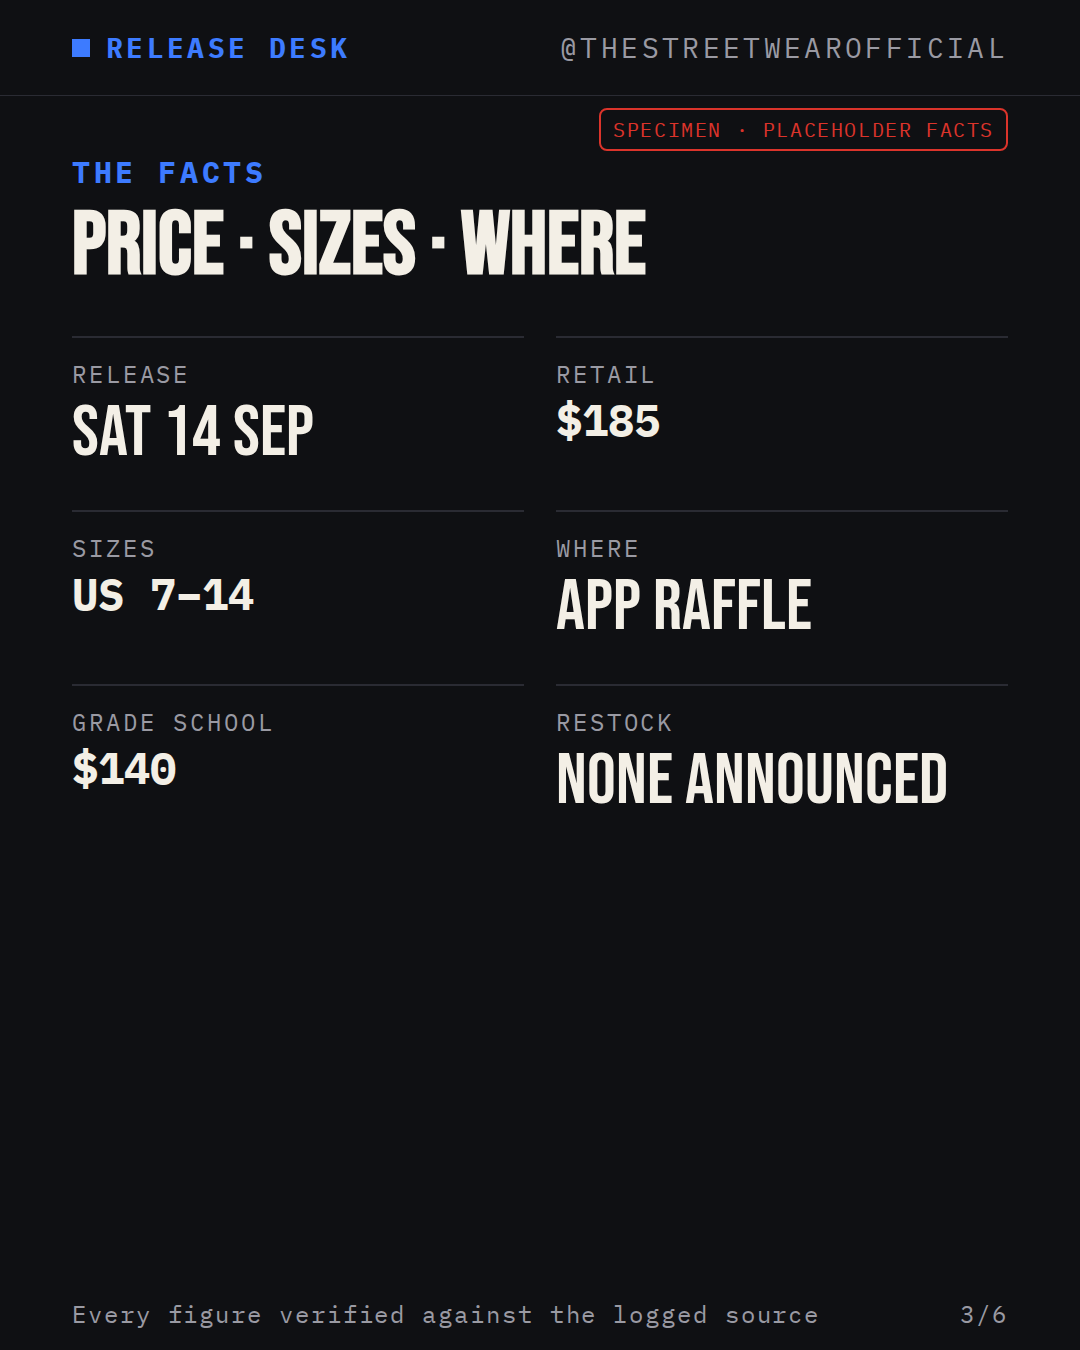 RELEASE DESK
@THESTREETWEAROFFICIAL
SPECIMEN · PLACEHOLDER FACTS
THE FACTS
PRICE · SIZES · WHERE
RELEASE
SAT 14 SEP
RETAIL
$185
SIZES
US 7–14
WHERE
APP RAFFLE
GRADE SCHOOL
$140
RESTOCK
NONE ANNOUNCED
Every figure verified against the logged source
3/6